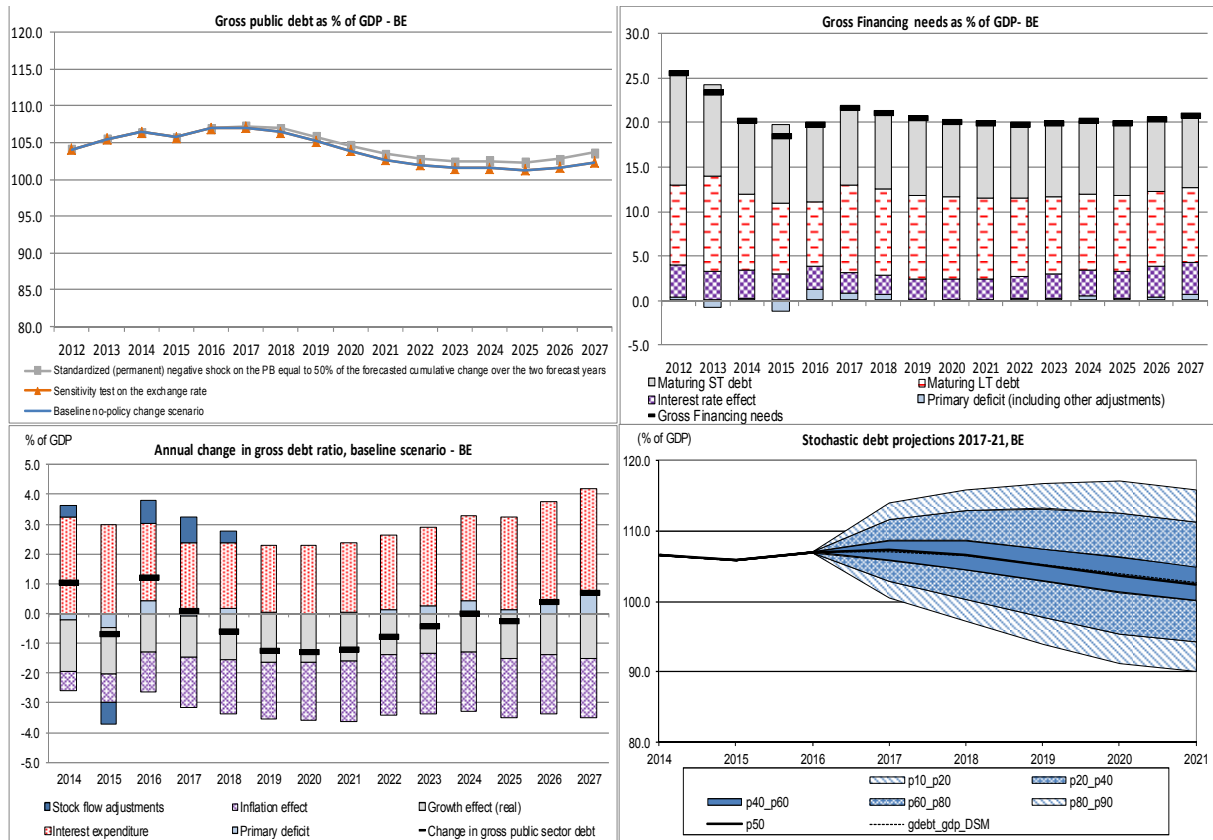 Gross public debt as % of GDP - BE
120.0
115.0
110.0
105.0
100.0
95.0
90.0
85.0
80.0
2012 2013 2014 2015 2016 2017 2018 2019 2020 2021 2022 2023 2024 2025 2026 2027
Standardized (permanent) negative shock on the PB equal to 50% of the forecasted cumulative change over the two forecast years
Sensitivity test on the exchange rate
Baseline no-policy change scenario
Gross Financing needs as % of GDP- BE
30.0
25.0
20.0
15.0
10.0
5.0
0.0
-5.0
2012 2013 2014 2015 2016 2017 2018 2019 2020 2021 2022 2023 2024 2025 2026 2027
Maturing ST debt Maturing LT debt
Interest rate effect Primary deficit (including other adjustments)
Gross Financing needs
% of GDP
Annual change in gross debt ratio, baseline scenario - BE
5.0
4.0
3.0
2.0
1.0
0.0
-1.0
-2.0
-3.0
-4.0
-5.0
2014 2015 2016 2017 2018 2019 2020 2021 2022 2023 2024 2025 2026 2027
Stock flow adjustments Inflation effect Growth effect (real)
Interest expenditure Primary deficit Change in gross public sector debt
(% of GDP)
Stochastic debt projections 2017-21, BE
120.0
110.0
100.0
90.0
80.0
2014 2015 2016 2017 2018 2019 2020 2021
p10_p20 p20_p40
p40_p60 p60_p80 p80_p90
p50 gdebt_gdp_DSM